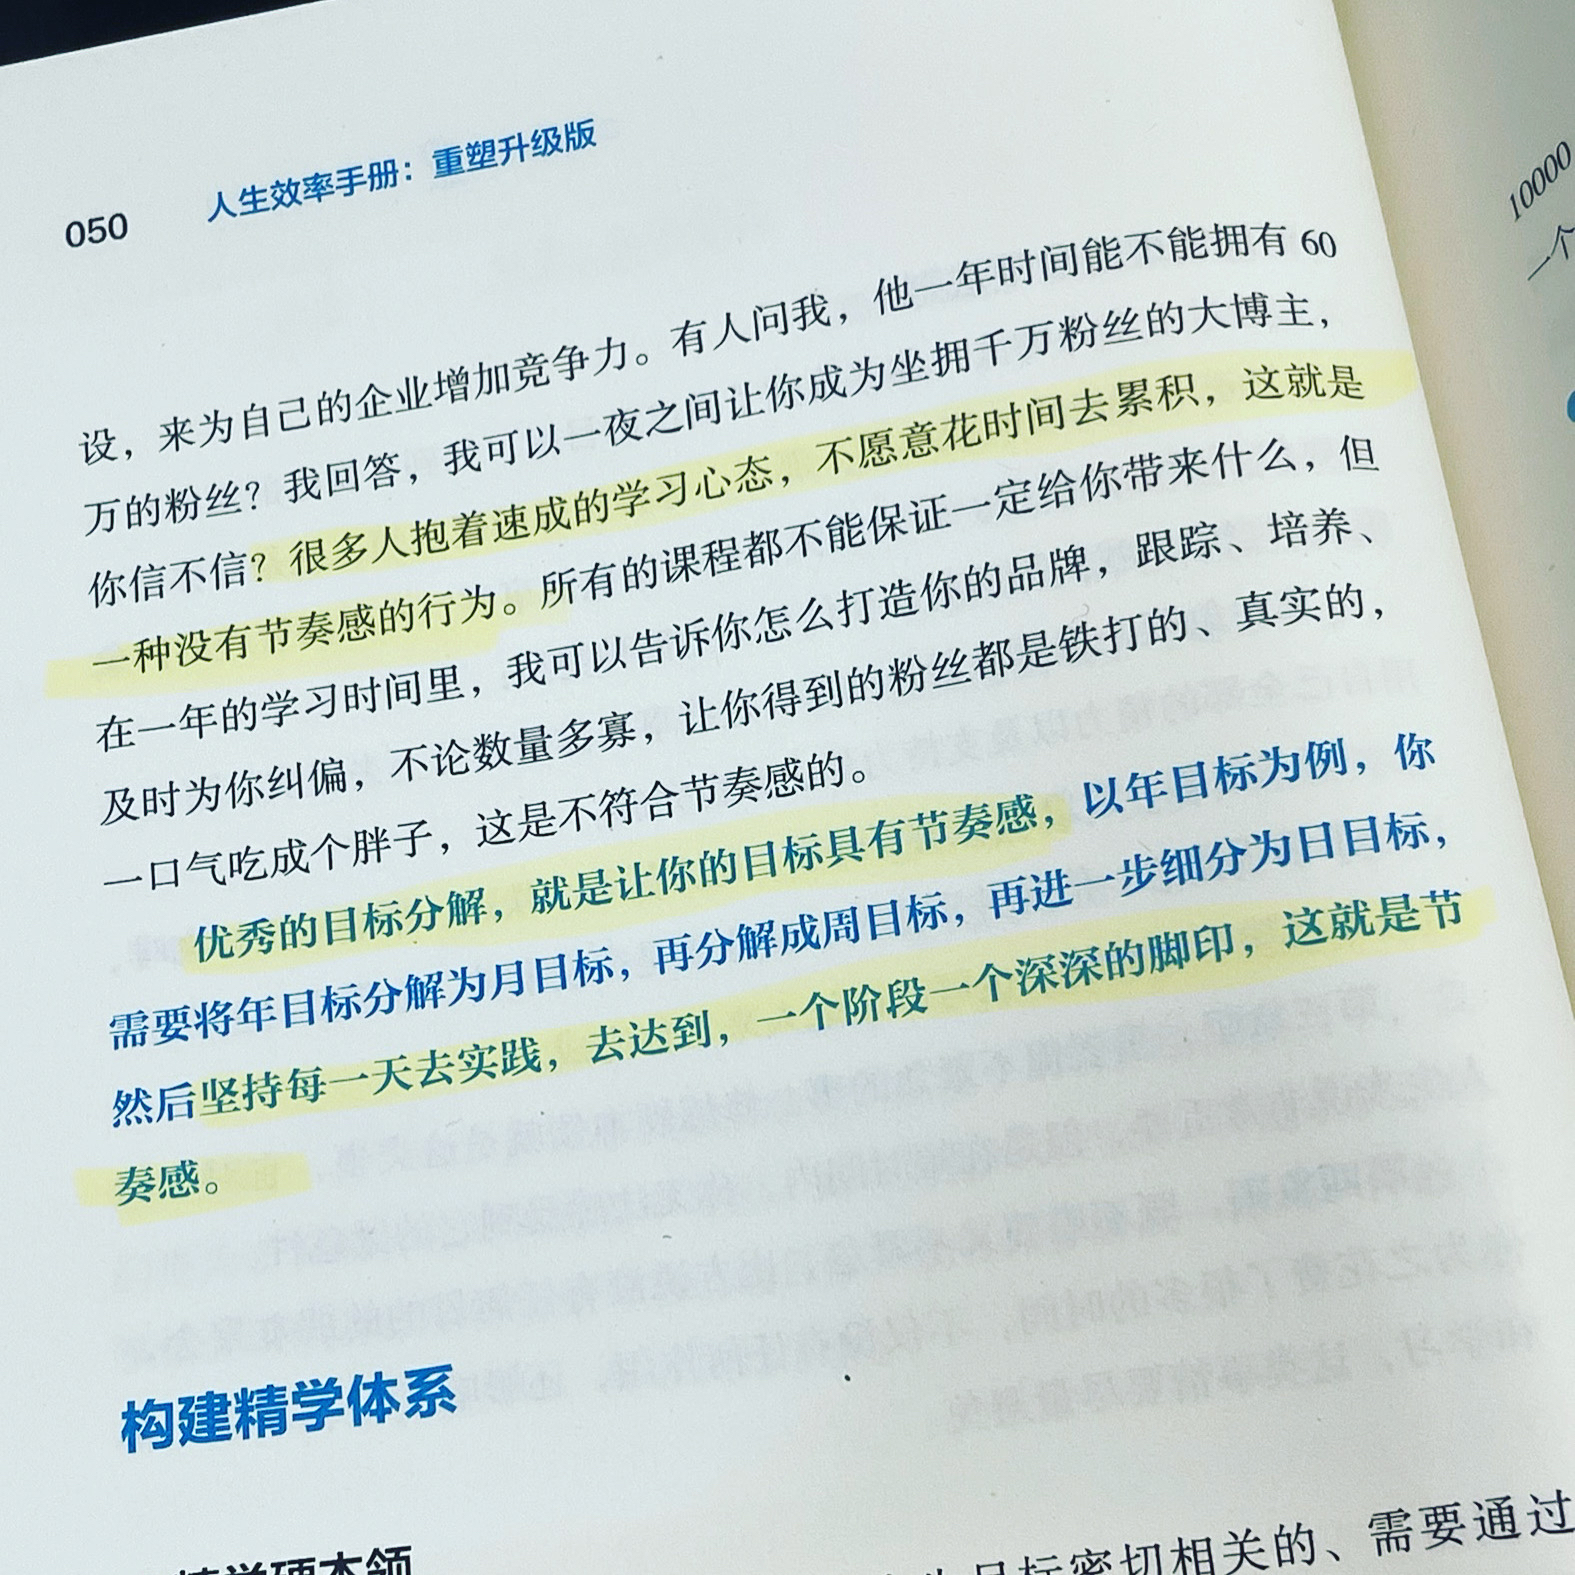 050
人生效率手册：重塑升级版
设，来为自己的企业增加竞争力。有人问我，他一年时间能不能拥有 60
万的粉丝？我回答，我可以一夜之间让你成为坐拥千万粉丝的大博主，
你信不信？很多人抱着速成的学习心态，不愿意花时间去累积，这就是
一种没有节奏感的行为。所有的课程都不能保证一定给你带来什么，但
在一年的学习时间里，我可以告诉你怎么打造你的品牌，跟踪、培养、
及时为你纠偏，不论数量多寡，让你得到的粉丝都是铁打的、真实的，
一口气吃成个胖子，这是不符合节奏感的。
优秀的目标分解，就是让你的目标具有节奏感，以年目标为例，你
需要将年目标分解为月目标，再分解成周目标，再进一步细分为日目标，
然后坚持每一天去实践，去达到，一个阶段一个深深的脚印，这就是节
奏感。
构建精学体系
精学硬本领
目标密切相关的、需要通过
10000
一个